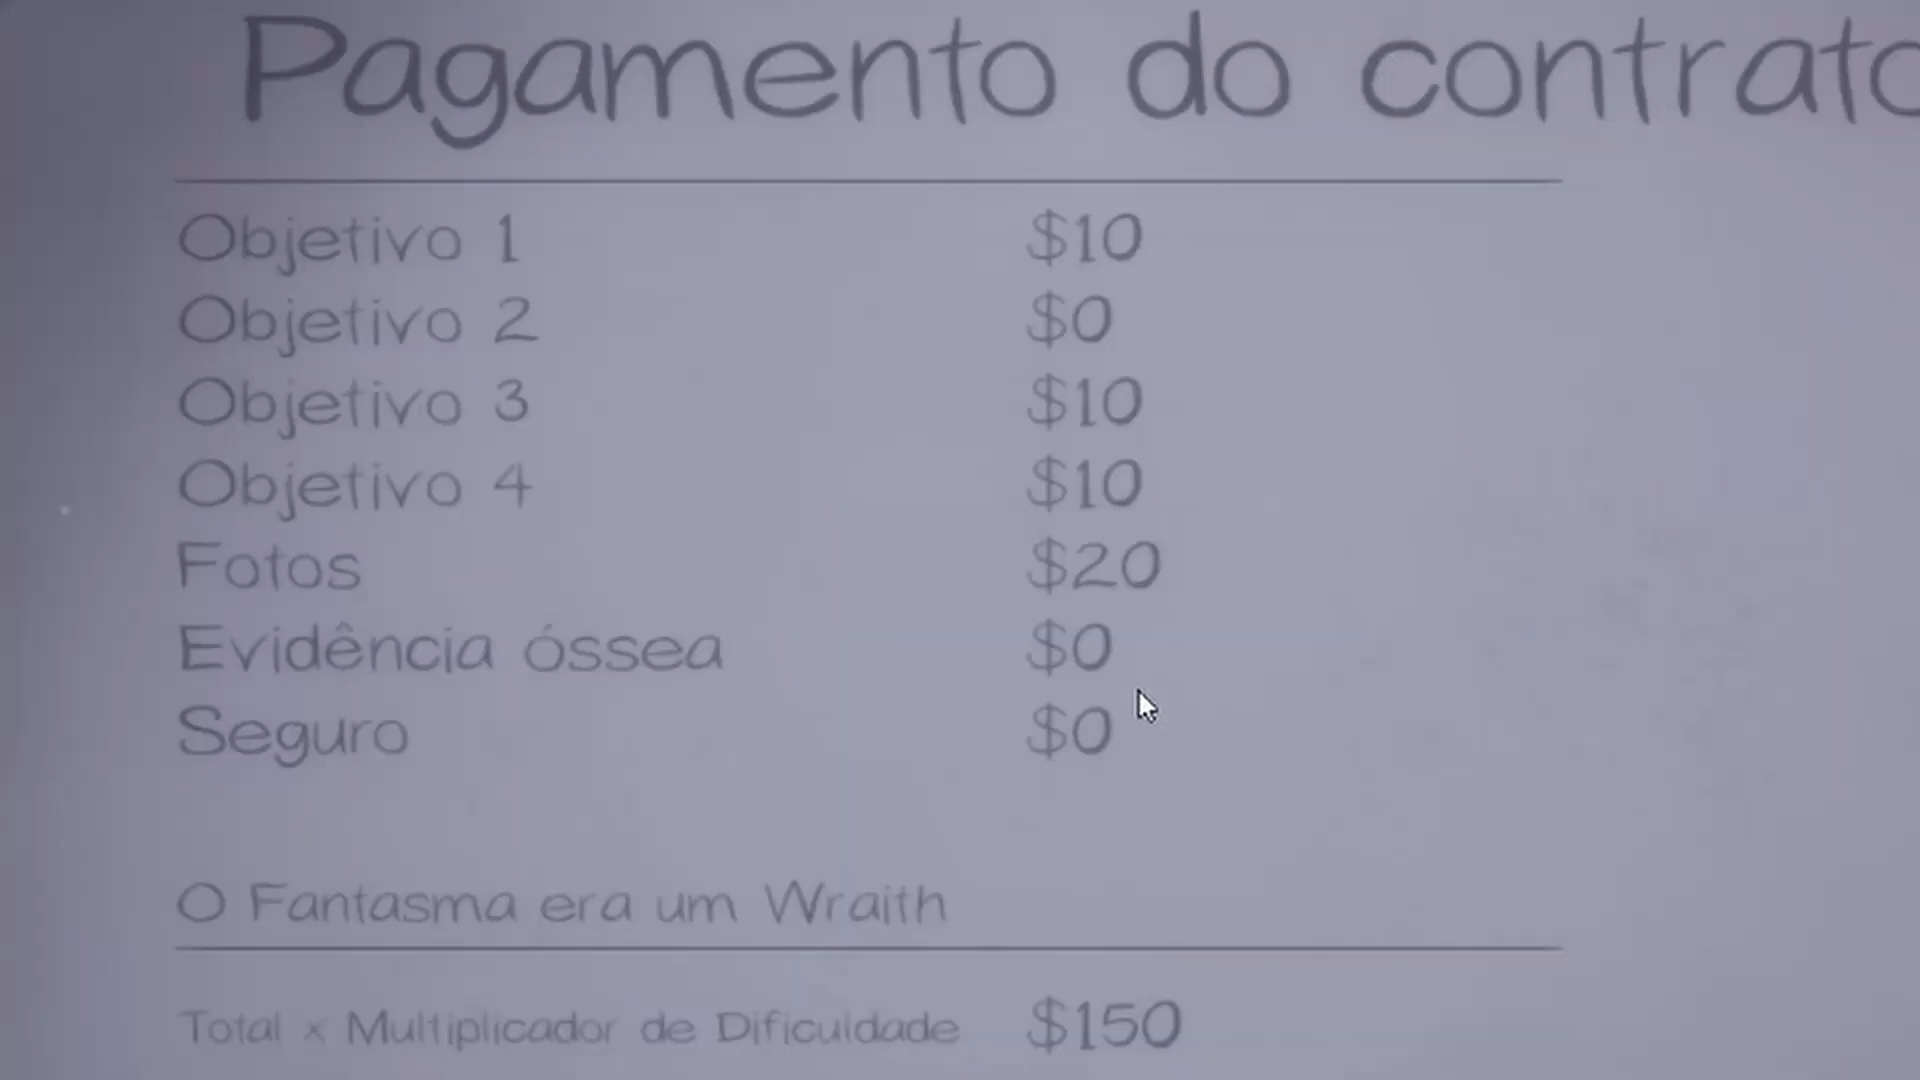 Pagamento do contrato
Objetivo 1 $10
Objetivo 2 $0
Objetivo 3 $10
Objetivo 4 $10
Fotos $20
Evidência óssea $0
Seguro $0
O Fantasma era um Wraith
Total x Multiplicador de Dificuldade $150